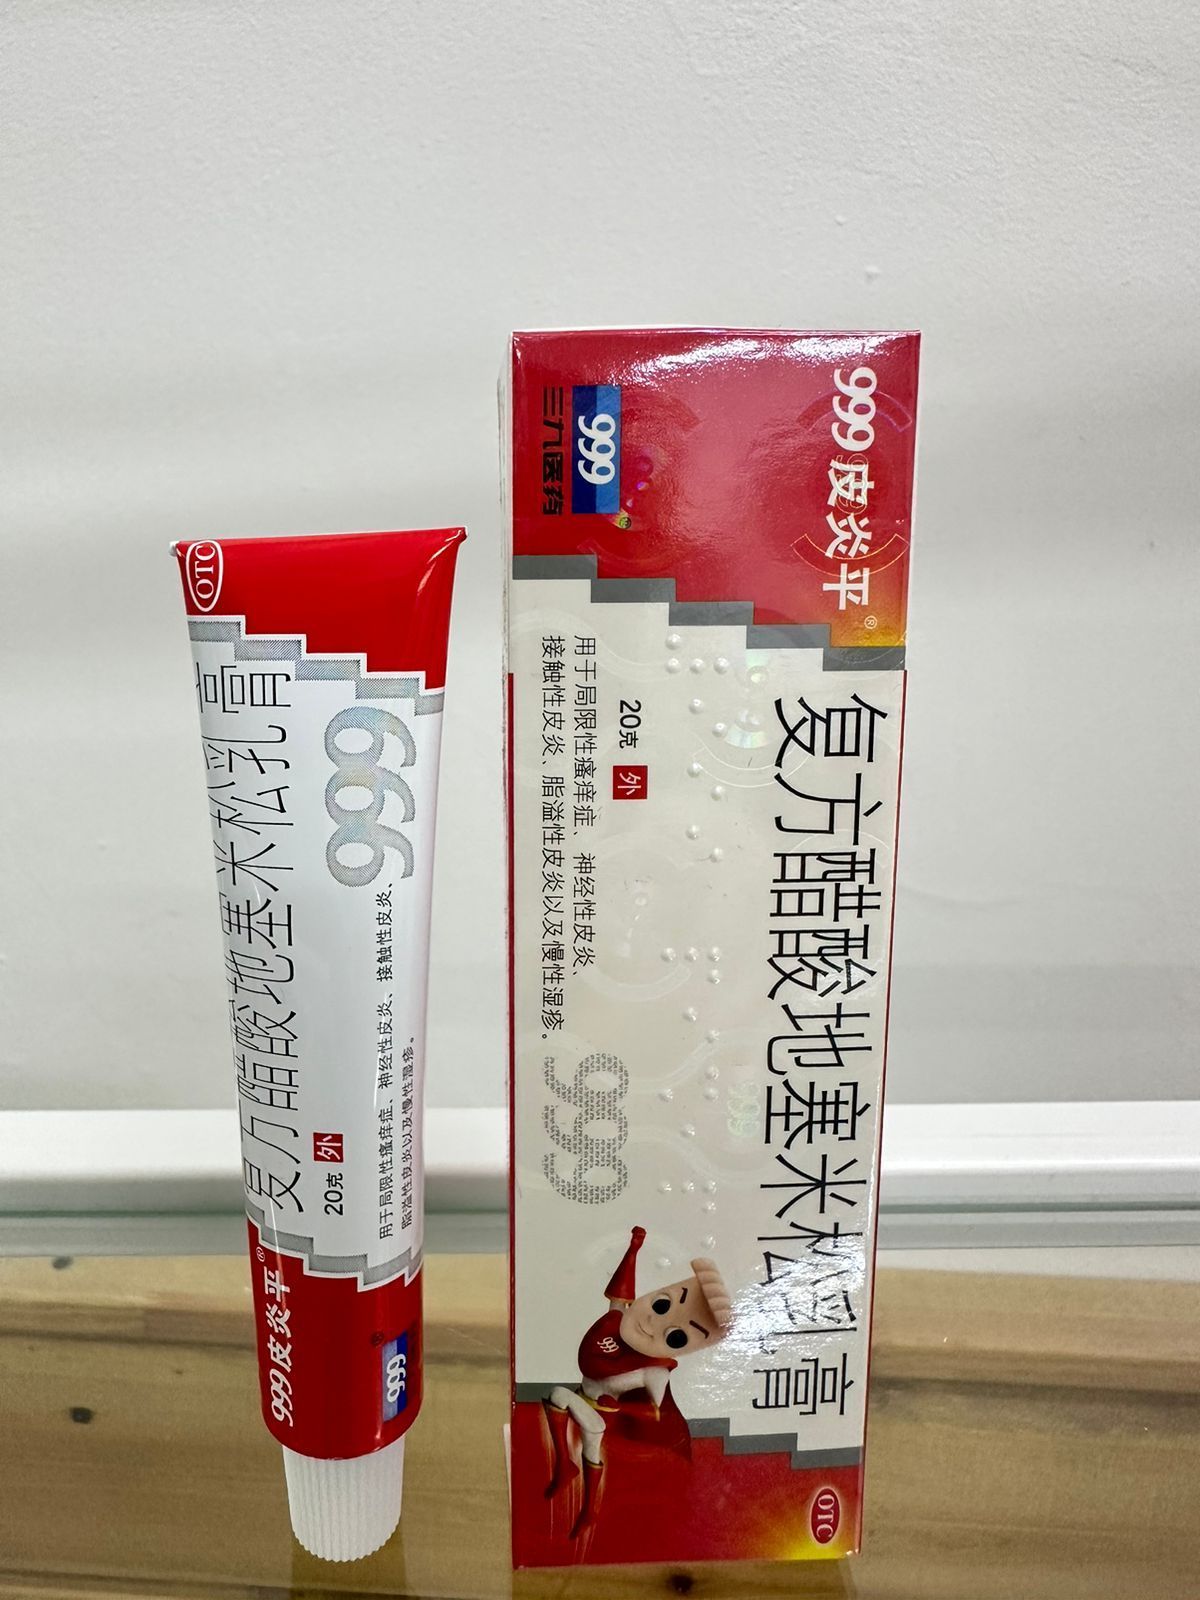 OTC
复方醋酸地塞米松乳膏
999
20克 外
用于局限性瘙痒症、神经性皮炎、接触性皮炎、
脂溢性皮炎以及慢性湿疹。
999皮炎平®
999®
999皮炎平®
999
三九医药
复方醋酸地塞米松乳膏
20克 外
用于局限性瘙痒症、神经性皮炎、
接触性皮炎、脂溢性皮炎以及慢性湿疹。
999
999
OTC